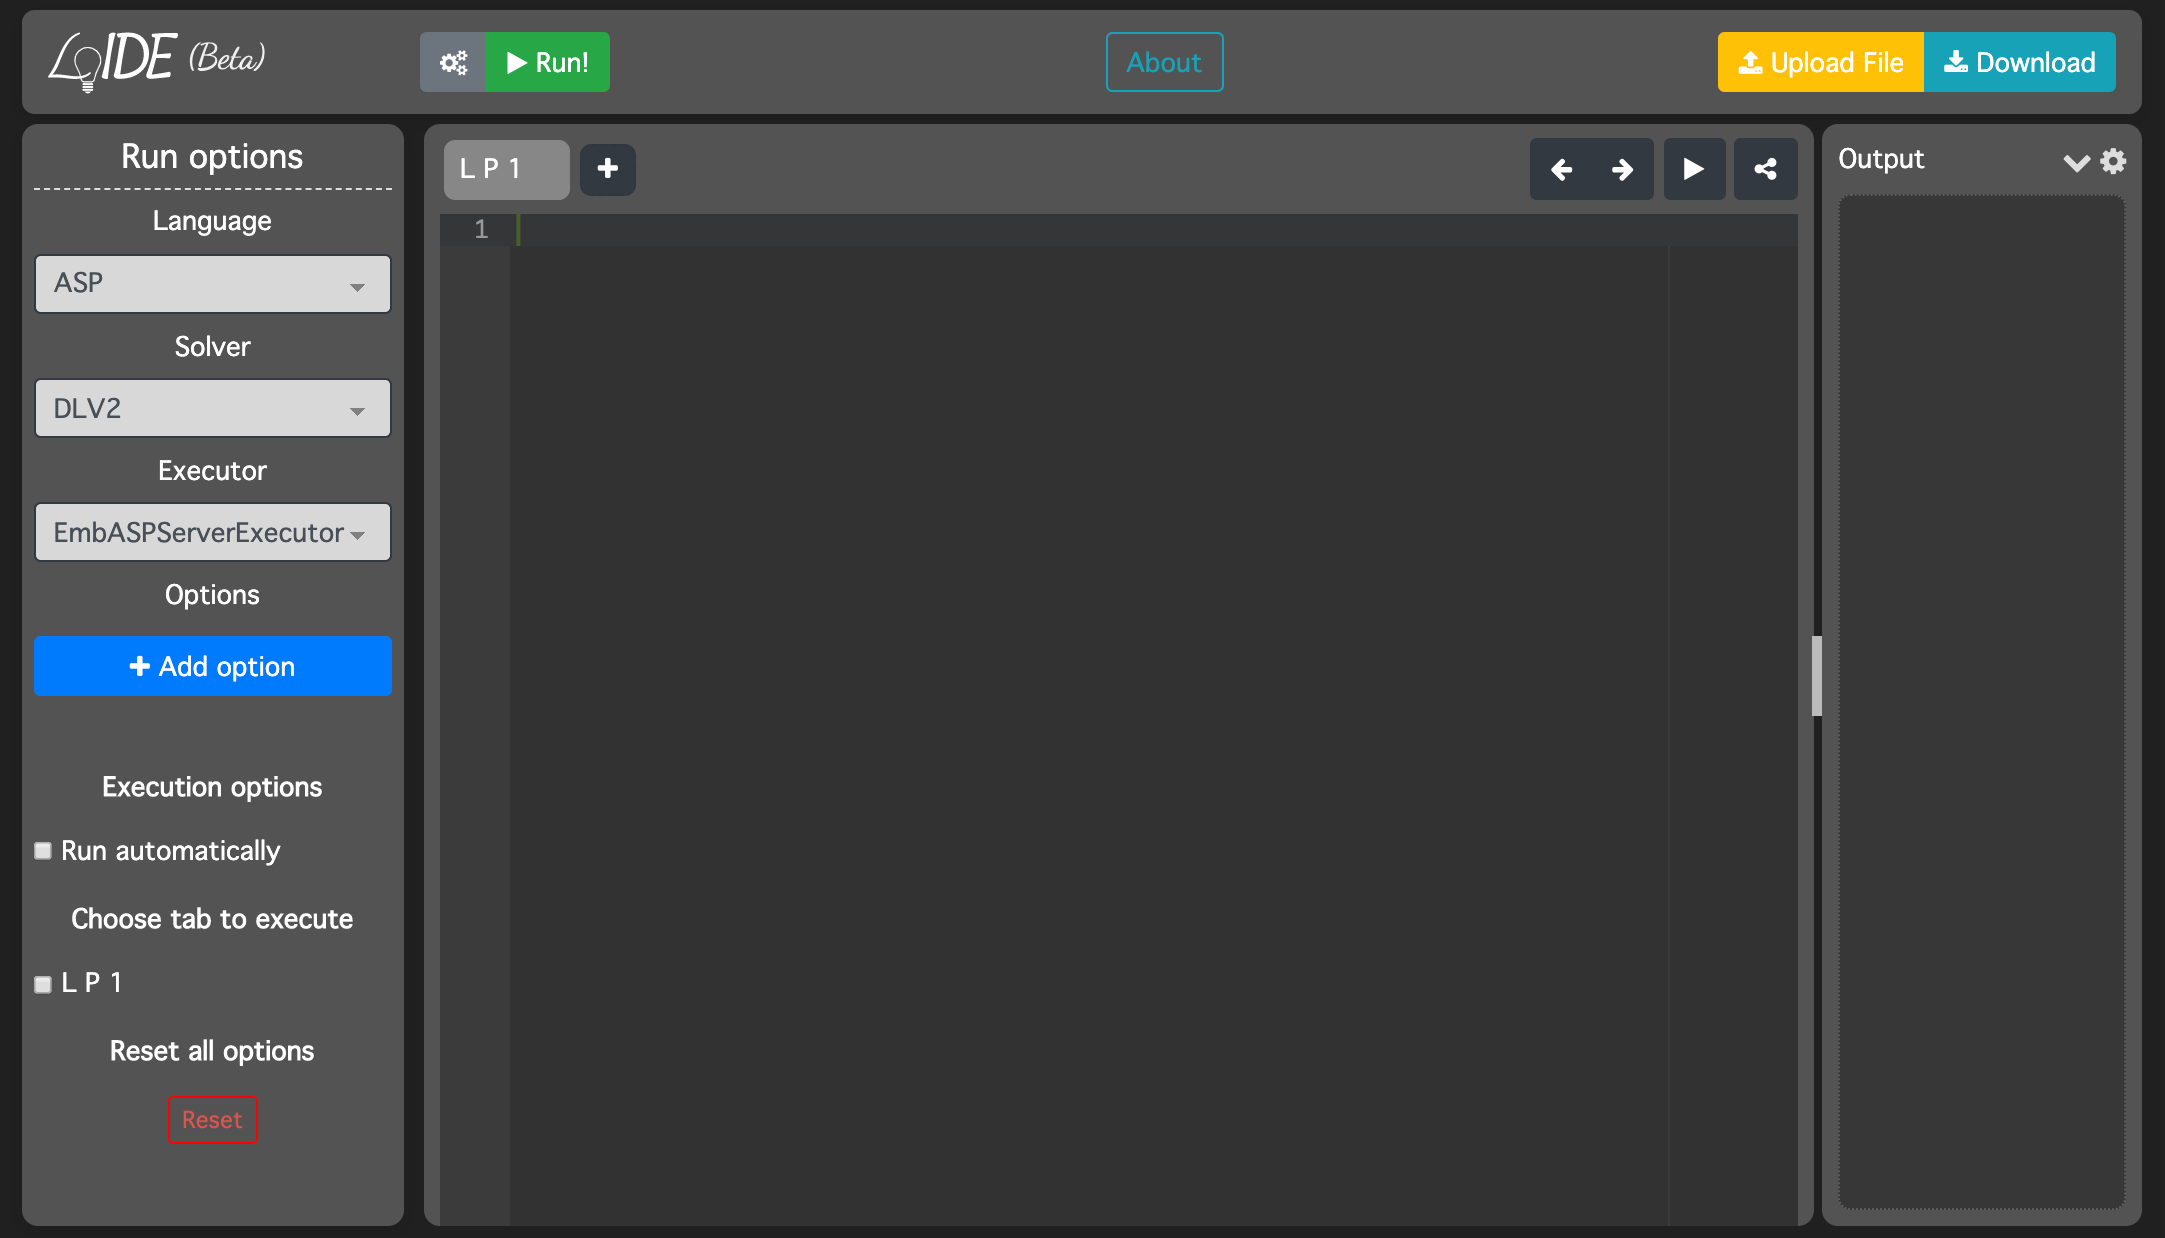 LoIDE (Beta)
Run!
About
Upload File
Download
Run options
Language
ASP
Solver
DLV2
Executor
EmbASPServerExecutor
Options
Add option
Execution options
Run automatically
Choose tab to execute
L P 1
Reset all options
Reset
L P 1
1
Output